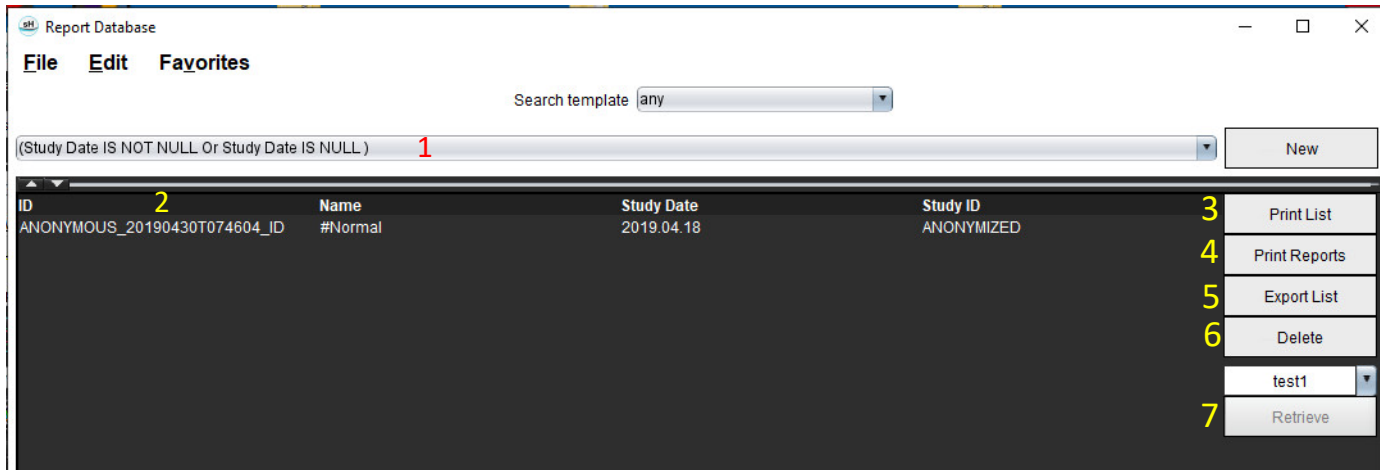 sH Report Database
File Edit Favorites
Search template any
(Study Date IS NOT NULL Or Study Date IS NULL ) 1 New
ID 2 Name Study Date Study ID 3 Print List
ANONYMOUS_20190430T074604_ID #Normal 2019.04.18 ANONYMIZED
4 Print Reports
5 Export List
6 Delete
test1
7 Retrieve